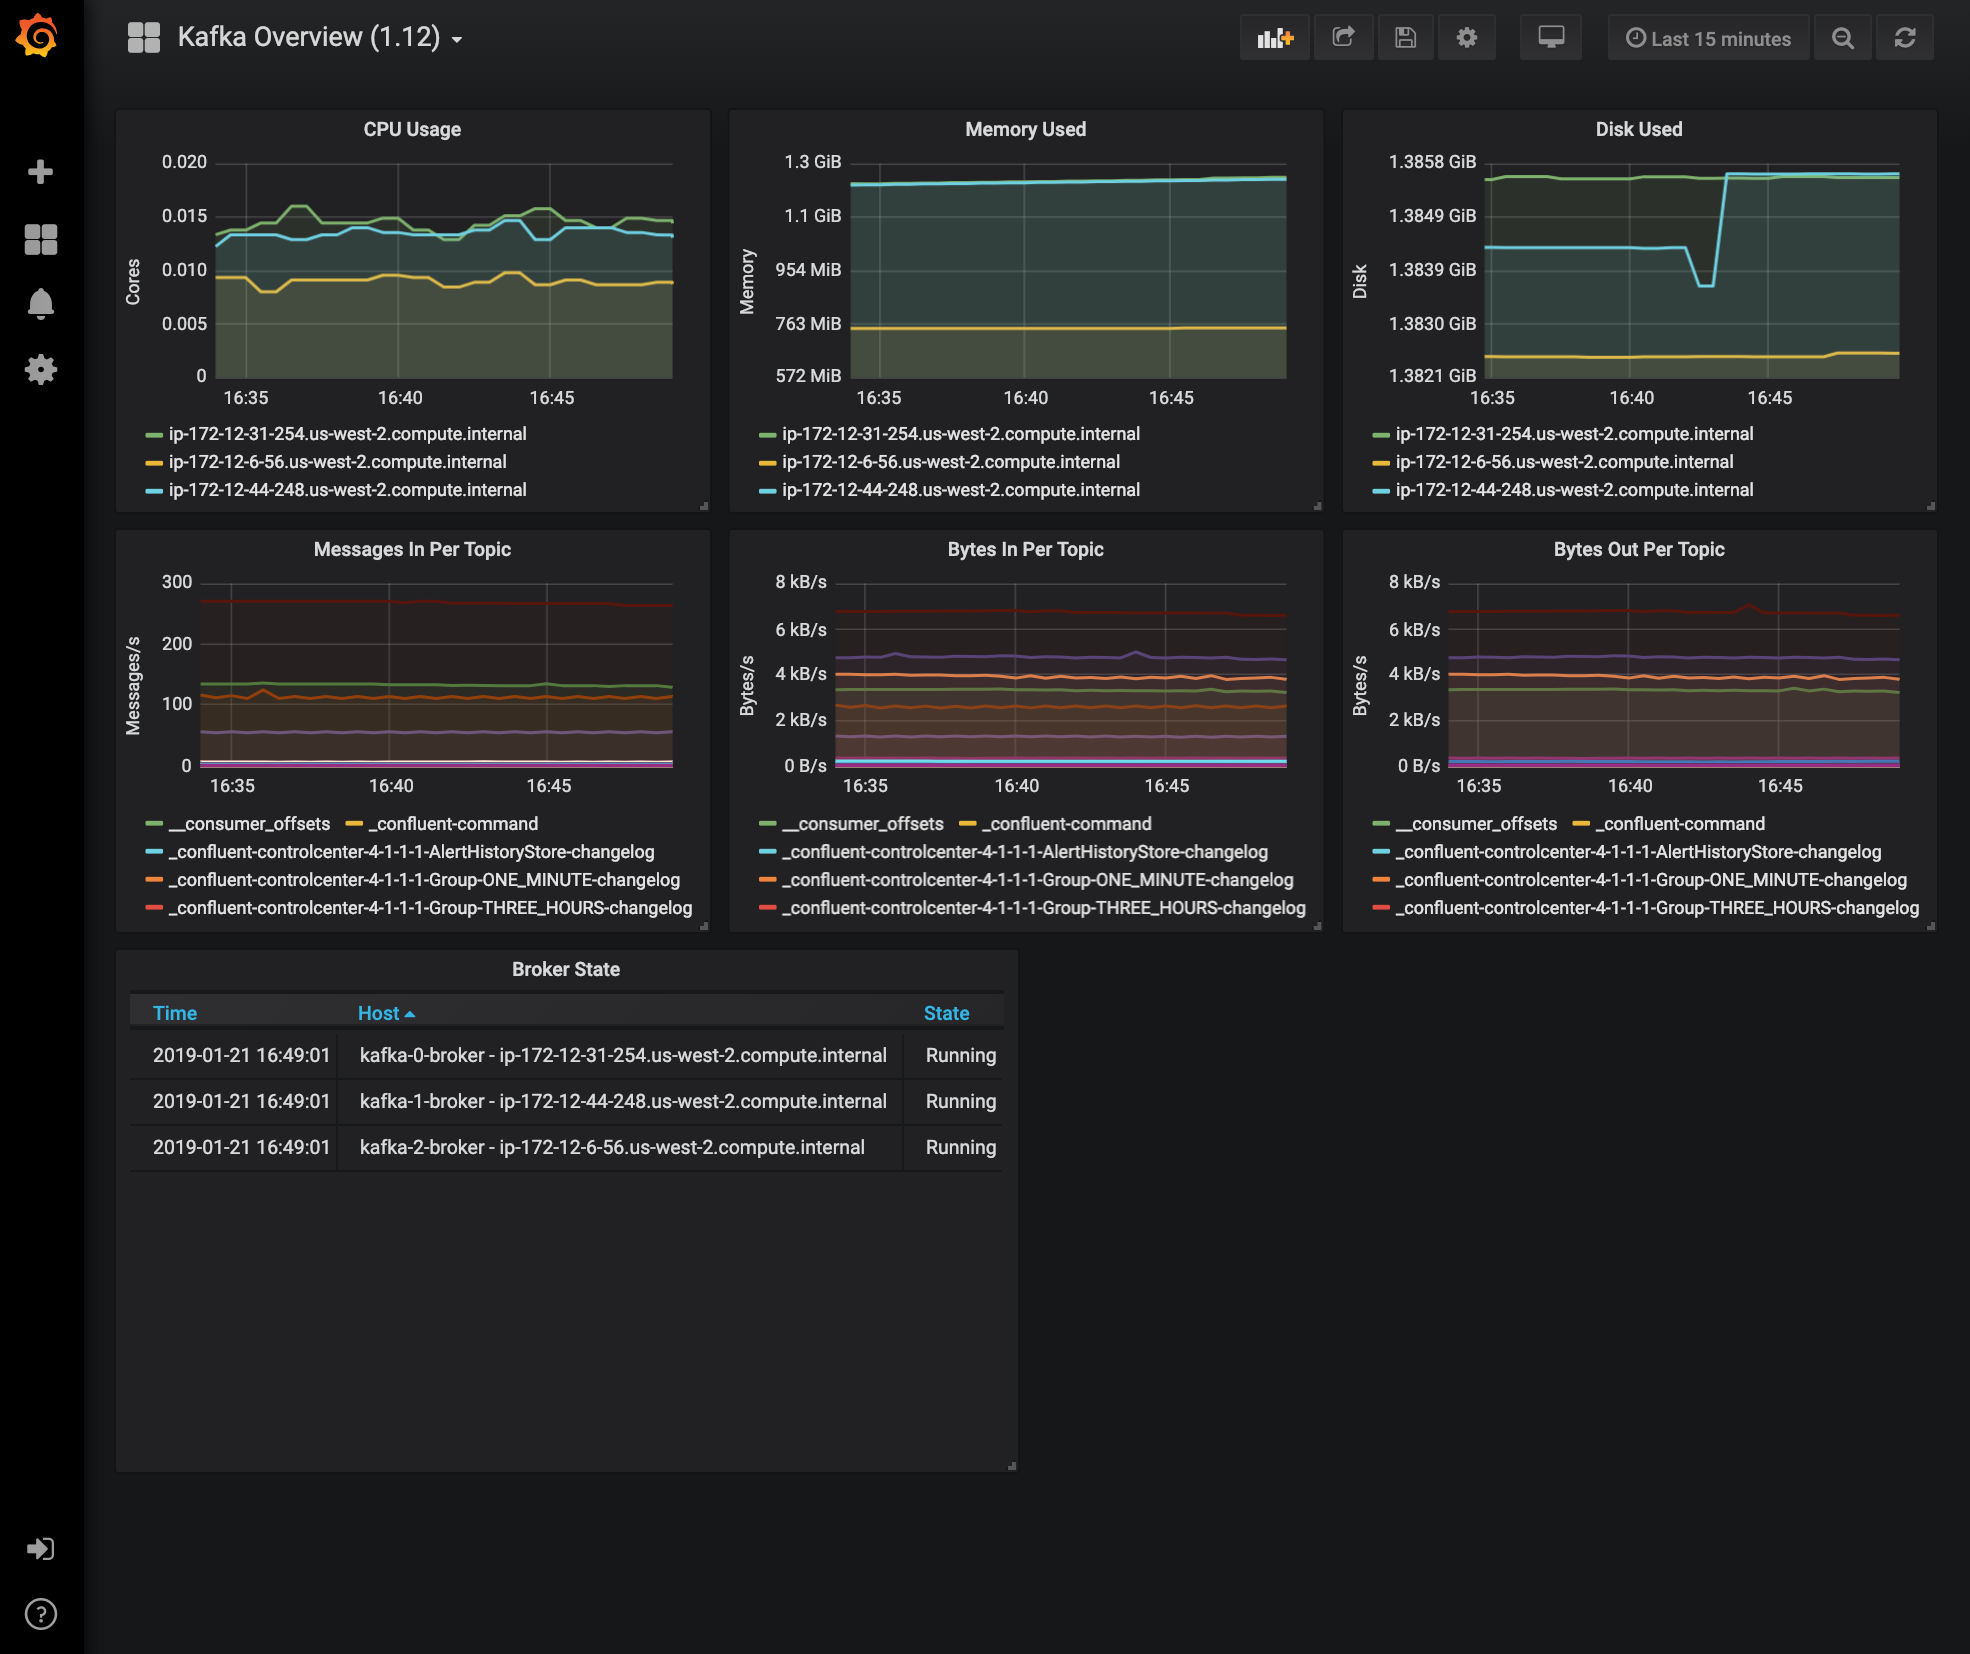 Kafka Overview (1.12)
Last 15 minutes
CPU Usage
0.020
0.015
0.010
0.005
0
Cores
16:35 16:40 16:45
ip-172-12-31-254.us-west-2.compute.internal
ip-172-12-6-56.us-west-2.compute.internal
ip-172-12-44-248.us-west-2.compute.internal
Memory Used
1.3 GiB
1.1 GiB
954 MiB
763 MiB
572 MiB
Memory
16:35 16:40 16:45
ip-172-12-31-254.us-west-2.compute.internal
ip-172-12-6-56.us-west-2.compute.internal
ip-172-12-44-248.us-west-2.compute.internal
Disk Used
1.3858 GiB
1.3849 GiB
1.3839 GiB
1.3830 GiB
1.3821 GiB
Disk
16:35 16:40 16:45
ip-172-12-31-254.us-west-2.compute.internal
ip-172-12-6-56.us-west-2.compute.internal
ip-172-12-44-248.us-west-2.compute.internal
Messages In Per Topic
300
200
100
0
Messages/s
16:35 16:40 16:45
__consumer_offsets _confluent-command
_confluent-controlcenter-4-1-1-1-AlertHistoryStore-changelog
_confluent-controlcenter-4-1-1-1-Group-ONE_MINUTE-changelog
_confluent-controlcenter-4-1-1-1-Group-THREE_HOURS-changelog
Bytes In Per Topic
8 kB/s
6 kB/s
4 kB/s
2 kB/s
0 B/s
Bytes/s
16:35 16:40 16:45
__consumer_offsets _confluent-command
_confluent-controlcenter-4-1-1-1-AlertHistoryStore-changelog
_confluent-controlcenter-4-1-1-1-Group-ONE_MINUTE-changelog
_confluent-controlcenter-4-1-1-1-Group-THREE_HOURS-changelog
Bytes Out Per Topic
8 kB/s
6 kB/s
4 kB/s
2 kB/s
0 B/s
Bytes/s
16:35 16:40 16:45
__consumer_offsets _confluent-command
_confluent-controlcenter-4-1-1-1-AlertHistoryStore-changelog
_confluent-controlcenter-4-1-1-1-Group-ONE_MINUTE-changelog
_confluent-controlcenter-4-1-1-1-Group-THREE_HOURS-changelog
Broker State
Time Host State
2019-01-21 16:49:01 kafka-0-broker - ip-172-12-31-254.us-west-2.compute.internal Running
2019-01-21 16:49:01 kafka-1-broker - ip-172-12-44-248.us-west-2.compute.internal Running
2019-01-21 16:49:01 kafka-2-broker - ip-172-12-6-56.us-west-2.compute.internal Running